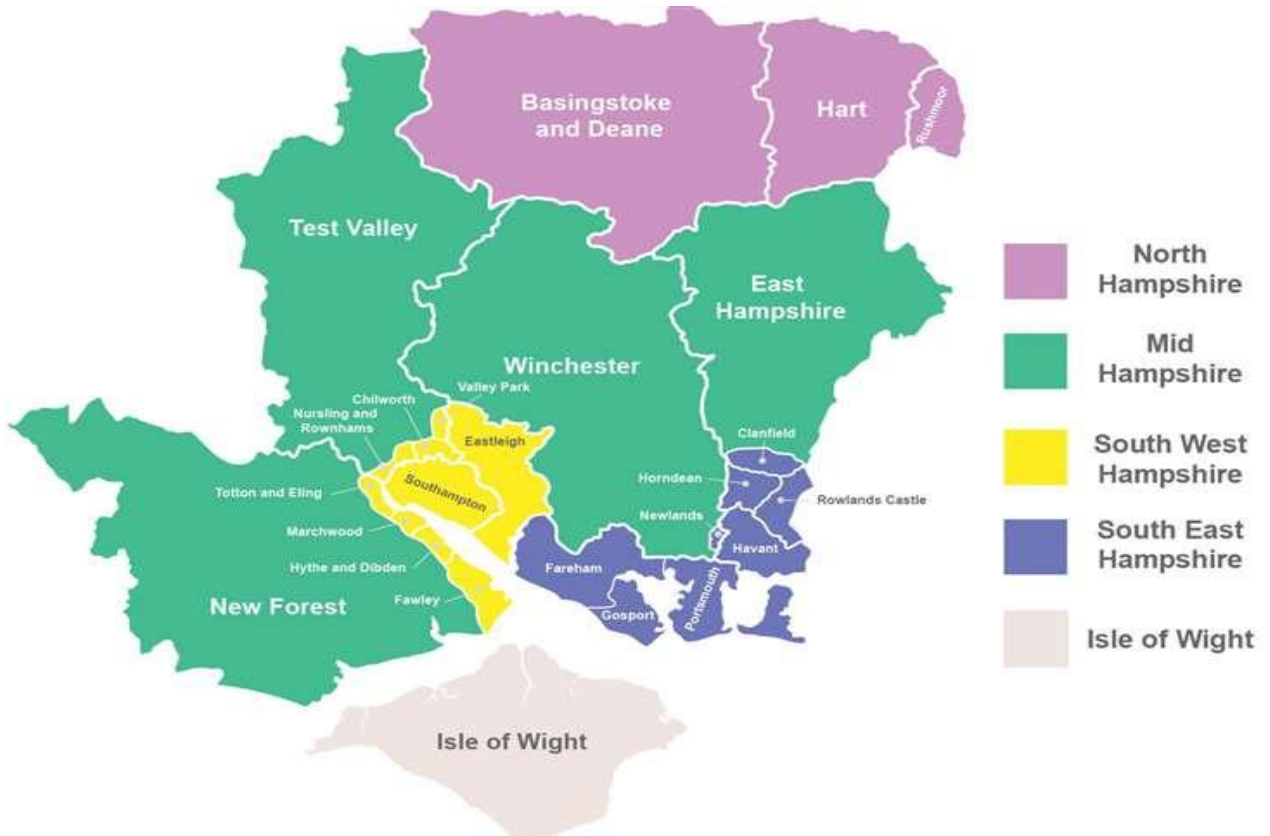 Basingstoke
and Deane
Hart
Rushmoor
Test Valley
East
Hampshire
Winchester
Valley Park
Chilworth
Nursling and
Rownhams
Eastleigh
Southampton
Totton and Eling
Marchwood
Hythe and Dibden
Fawley
New Forest
Clanfield
Horndean
Rowlands Castle
Newlands
Havant
Fareham
Gosport
Portsmouth
Isle of Wight
North
Hampshire
Mid
Hampshire
South West
Hampshire
South East
Hampshire
Isle of Wight